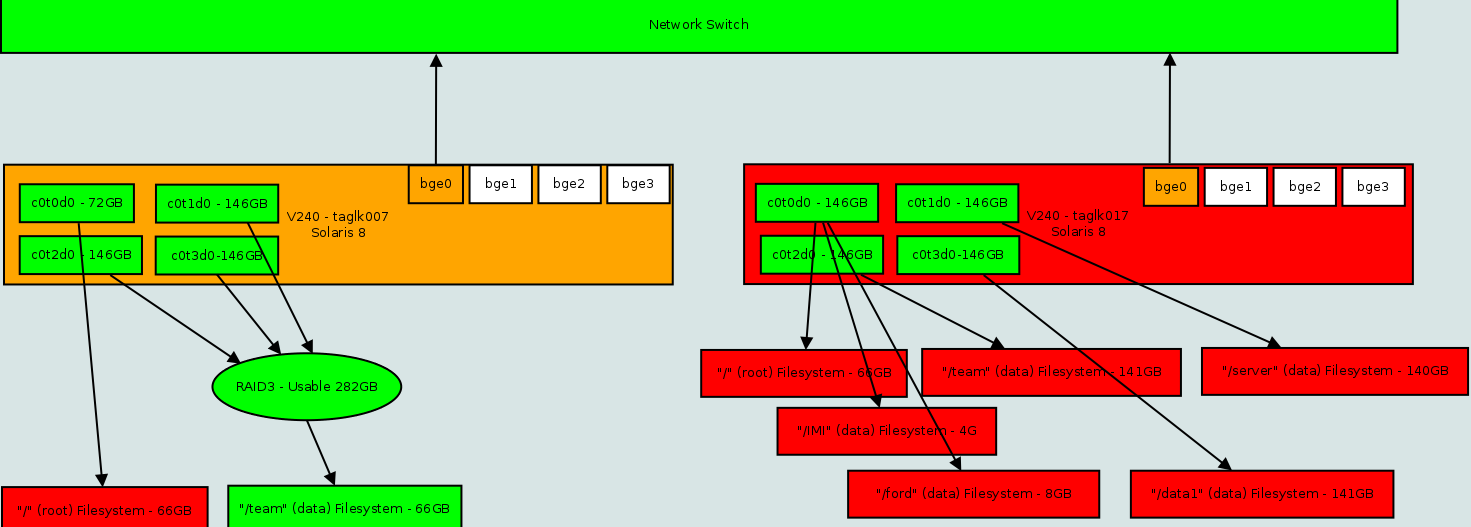 Network Switch
bge0
bge1
bge2
bge3
c0t0d0 - 72GB
c0t1d0 - 146GB
V240 - taglk007
Solaris 8
c0t2d0 - 146GB
c0t3d0-146GB
bge0
bge1
bge2
bge3
c0t0d0 - 146GB
c0t1d0 - 146GB
V240 - taglk017
Solaris 8
c0t2d0 - 146GB
c0t3d0-146GB
RAID3 - Usable 282GB
"/" (root) Filesystem - 66GB
"/team" (data) Filesystem - 141GB
"/server" (data) Filesystem - 140GB
"/IMI" (data) Filesystem - 4G
"/ford" (data) Filesystem - 8GB
"/data1" (data) Filesystem - 141GB
"/" (root) Filesystem - 66GB
"/team" (data) Filesystem - 66GB